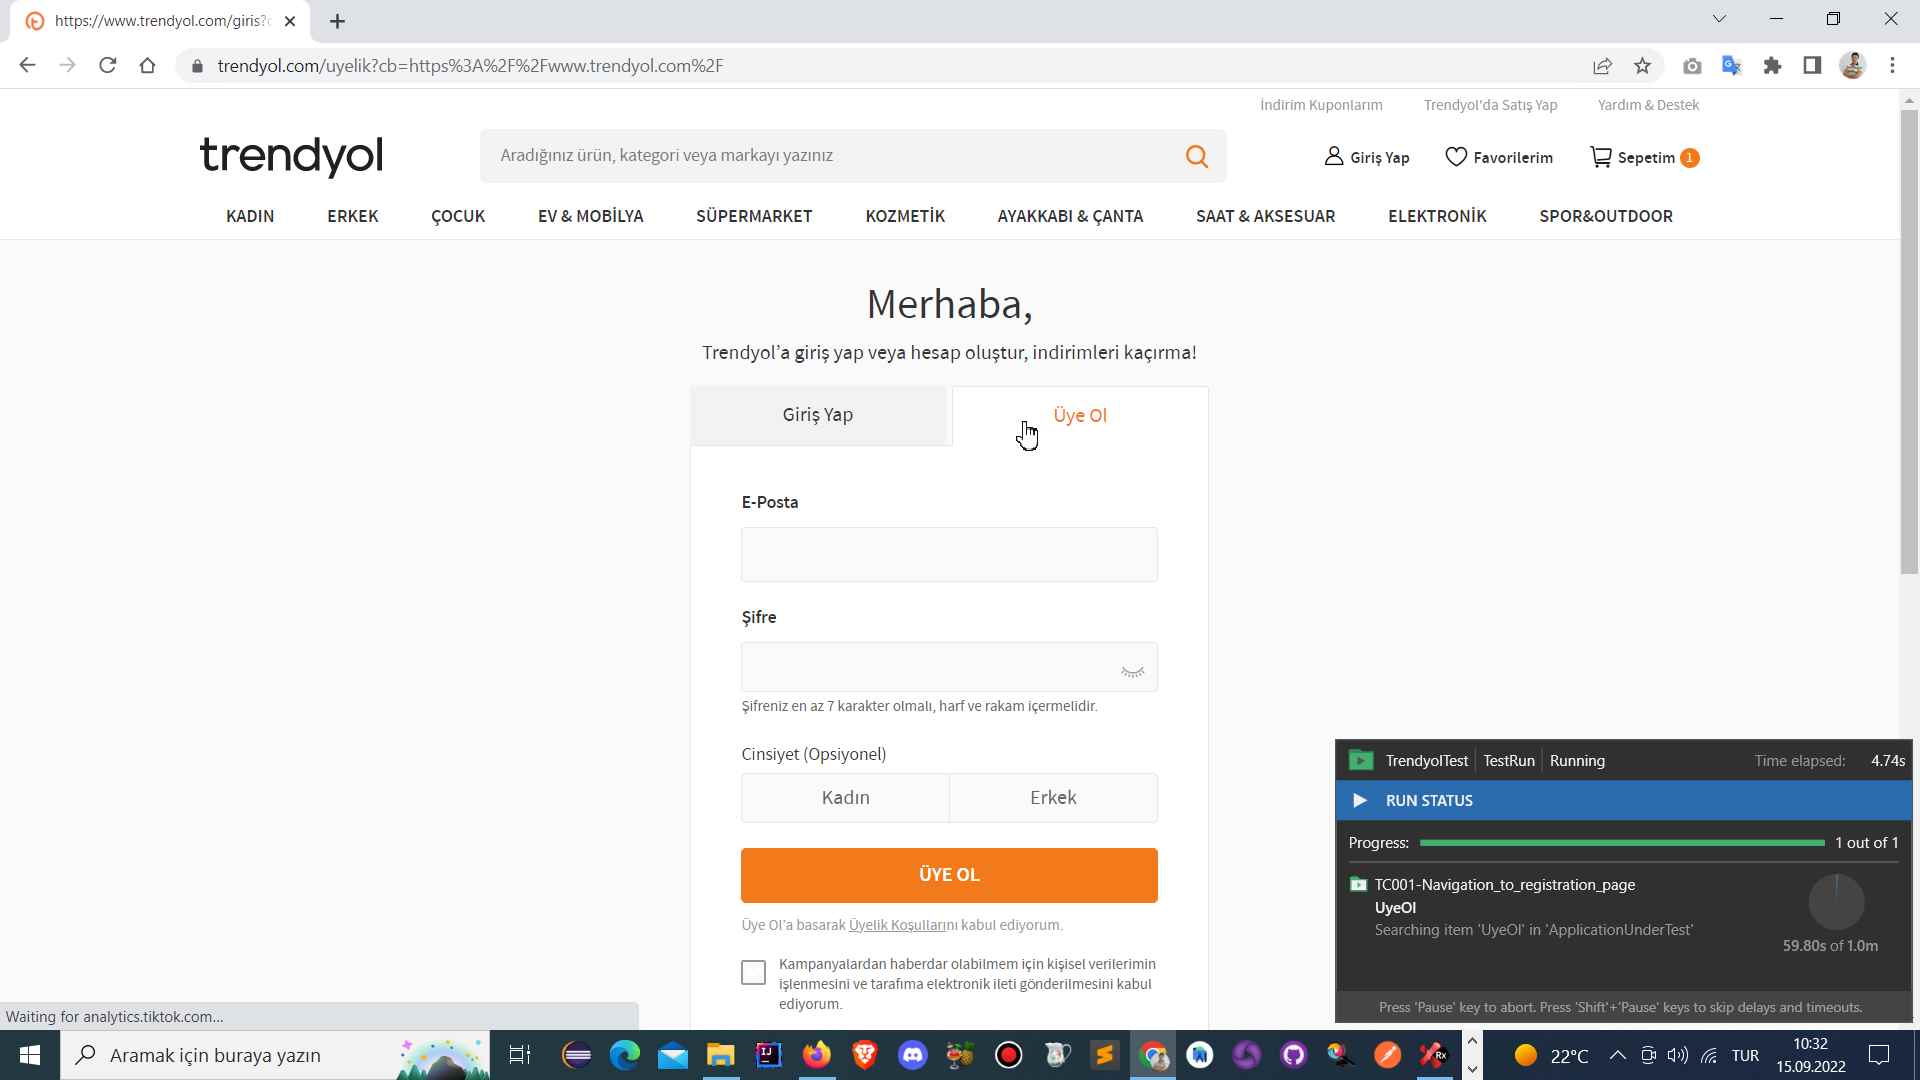 https://www.trendyol.com/giris?c
trendyol.com/uyelik?cb=https%3A%2F%2Fwww.trendyol.com%2F
İndirim Kuponlarım Trendyol'da Satış Yap Yardım & Destek
trendyol
Aradığınız ürün, kategori veya markayı yazınız
Giriş Yap Favorilerim Sepetim 1
KADIN ERKEK ÇOCUK EV & MOBİLYA SÜPERMARKET KOZMETİK AYAKKABI & ÇANTA SAAT & AKSESUAR ELEKTRONİK SPOR&OUTDOOR
Merhaba,
Trendyol’a giriş yap veya hesap oluştur, indirimleri kaçırma!
Giriş Yap Üye Ol
E-Posta
Şifre
Şifreniz en az 7 karakter olmalı, harf ve rakam içermelidir.
Cinsiyet (Opsiyonel)
Kadın Erkek
ÜYE OL
Üye Ol’a basarak Üyelik Koşullarını kabul ediyorum.
Kampanyalardan haberdar olabilmem için kişisel verilerimin
işlenmesini ve tarafıma elektronik ileti gönderilmesini kabul
ediyorum.
TrendyolTest TestRun Running Time elapsed: 4.74s
RUN STATUS
Progress: 1 out of 1
TC001-Navigation_to_registration_page
UyeOl
Searching item 'UyeOl' in 'ApplicationUnderTest'
59.80s of 1.0m
Press 'Pause' key to abort. Press 'Shift'+'Pause' keys to skip delays and timeouts.
Waiting for analytics.tiktok.com...
Aramak için buraya yazın
22°C TUR
10:32
15.09.2022